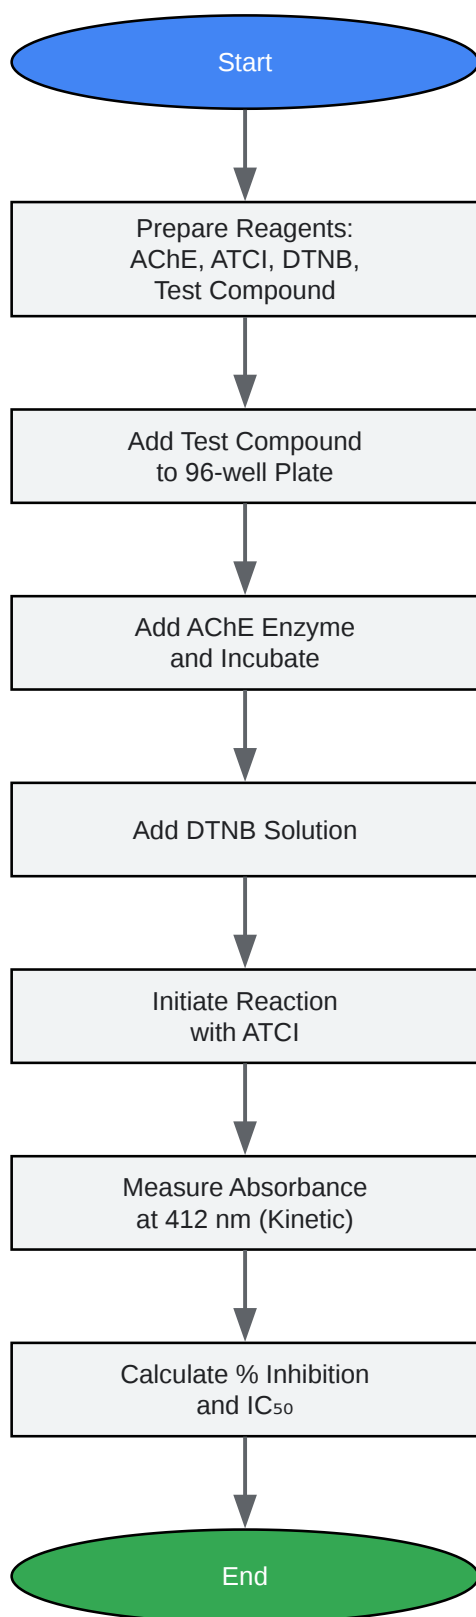 Start
Prepare Reagents:
AChE, ATCI, DTNB,
Test Compound
Add Test Compound
to 96-well Plate
Add AChE Enzyme
and Incubate
Add DTNB Solution
Initiate Reaction
with ATCI
Measure Absorbance
at 412 nm (Kinetic)
Calculate % Inhibition
and IC₅₀
End